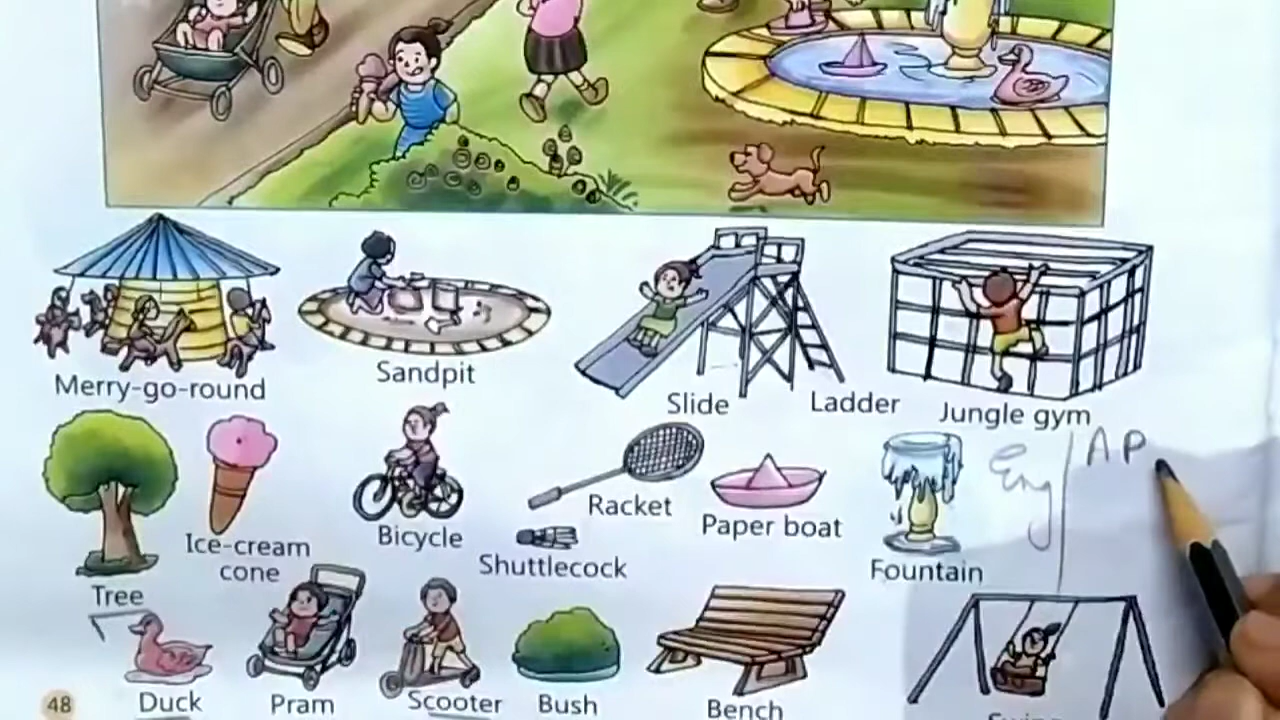 Merry-go-round
Sandpit
Slide
Ladder
Jungle gym
Tree
Ice-cream
cone
Bicycle
Racket
Shuttlecock
Paper boat
Fountain
Eng
AP
Duck
Pram
Scooter
Bush
Bench
48